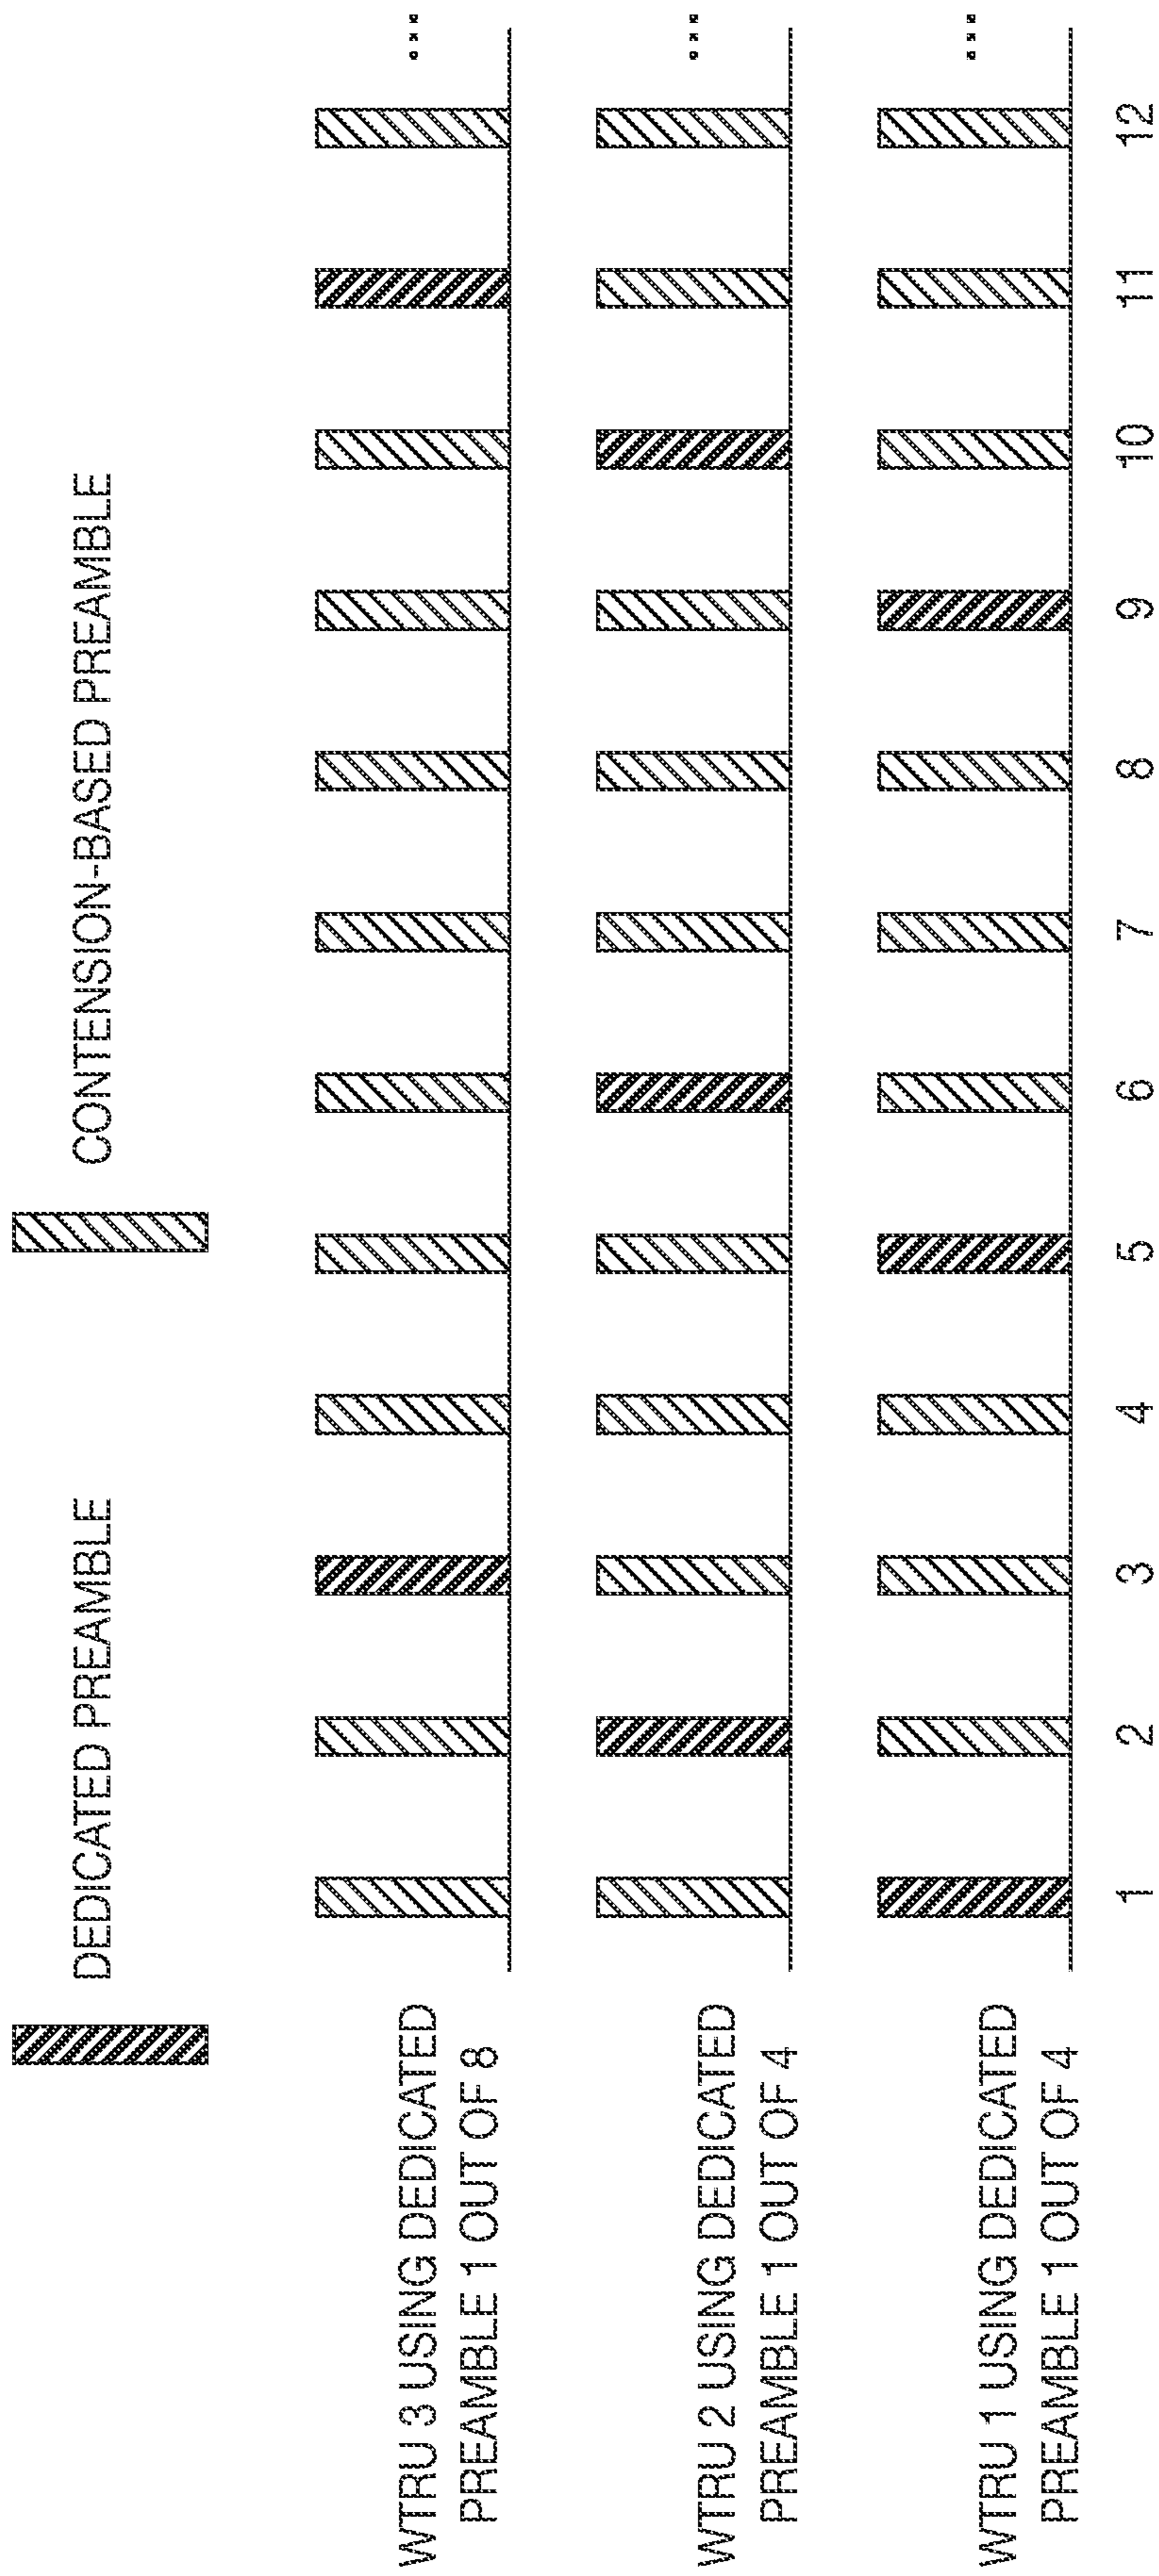 DEDICATED PREAMBLE
CONTENSION-BASED PREAMBLE
WTRU 3 USING DEDICATED
PREAMBLE 1 OUT OF 8
...
WTRU 2 USING DEDICATED
PREAMBLE 1 OUT OF 4
...
WTRU 1 USING DEDICATED
PREAMBLE 1 OUT OF 4
...
1 2 3 4 5 6 7 8 9 10 11 12